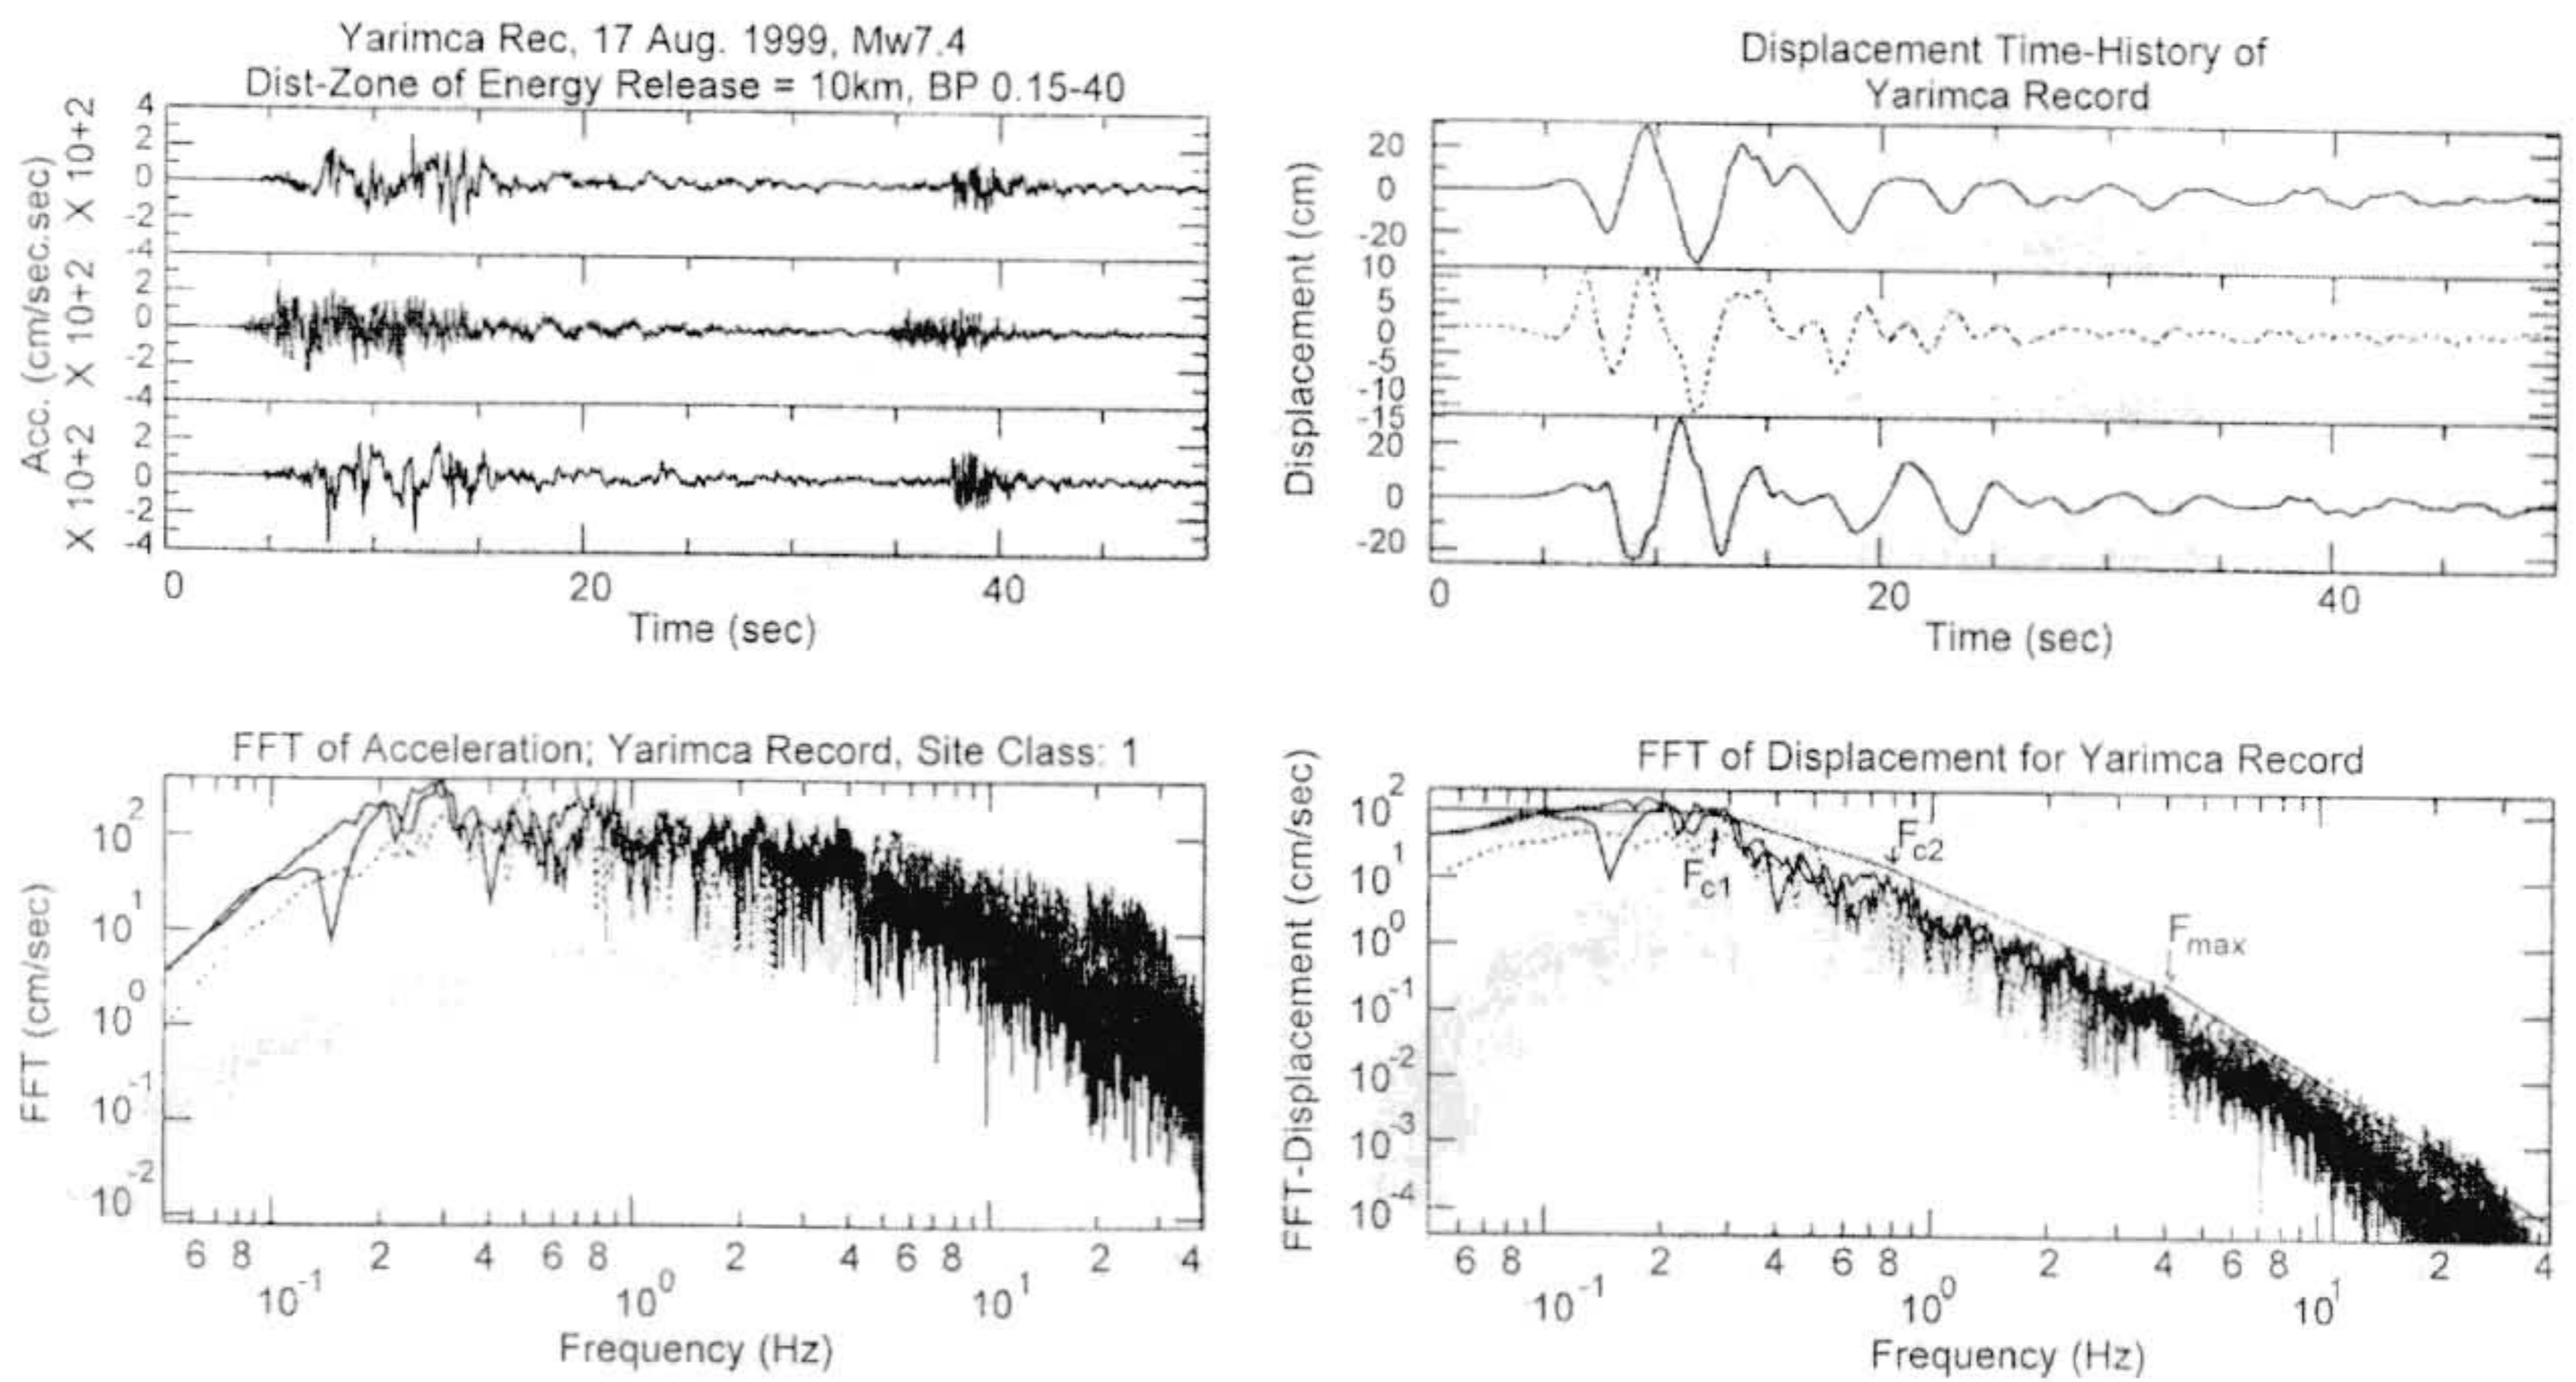 Yarimca Rec, 17 Aug. 1999, Mw7.4
Dist-Zone of Energy Release = 10km, BP 0.15-40
Acc. (cm/sec.sec)
X 10+2 X 10+2 X 10+2
4
2
0
-2
-4
2
0
-2
-4
2
0
-2
-4
0 20 40
Time (sec)
Displacement Time-History of
Yarimca Record
Displacement (cm)
20
0
-20
10
5
0
-5
-10
-15
20
0
-20
0 20 40
Time (sec)
FFT of Acceleration; Yarimca Record, Site Class: 1
FFT (cm/sec)
10^2
10^1
10^0
10^-1
10^-2
6 8 2 4 6 8 2 4 6 8 2 4
10^-1 10^0 10^1
Frequency (Hz)
FFT of Displacement for Yarimca Record
FFT-Displacement (cm/sec)
10^2
10^1
10^0
10^-1
10^-2
10^-3
10^-4
Fc1
Fc2
Fmax
6 8 2 4 6 8 2 4 6 8 2 4
10^-1 10^0 10^1
Frequency (Hz)